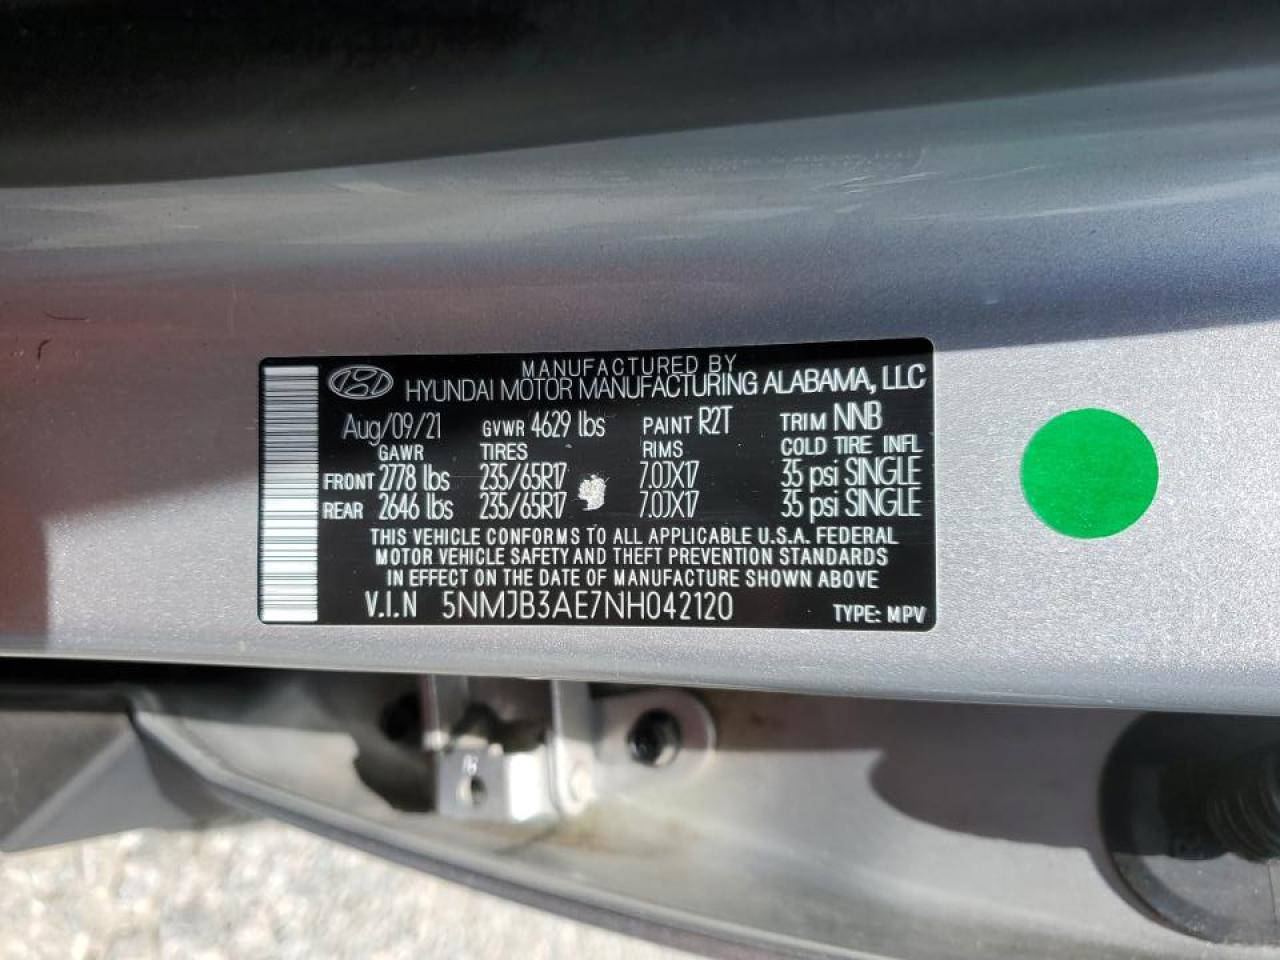 MANUFACTURED BY
HYUNDAI MOTOR MANUFACTURING ALABAMA, LLC
Aug/09/21 GVWR 4629 lbs PAINT R2T TRIM NNB
GAWR TIRES RIMS COLD TIRE INFL
FRONT 2778 lbs 235/65R17 7.0JX17 35 psi SINGLE
REAR 2646 lbs 235/65R17 7.0JX17 35 psi SINGLE
THIS VEHICLE CONFORMS TO ALL APPLICABLE U.S.A. FEDERAL
MOTOR VEHICLE SAFETY AND THEFT PREVENTION STANDARDS
IN EFFECT ON THE DATE OF MANUFACTURE SHOWN ABOVE
V.I.N 5NMJB3AE7NH042120 TYPE: MPV